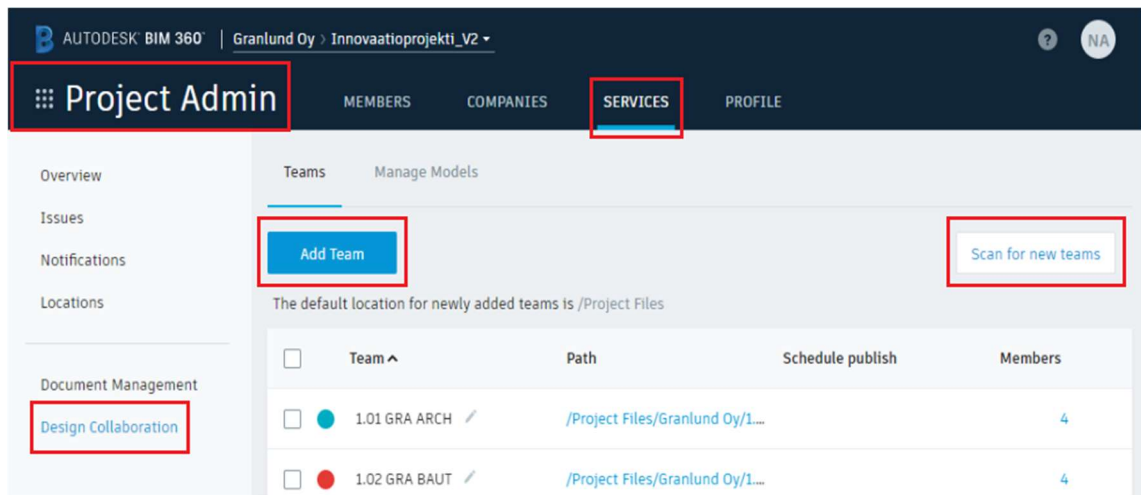 AUTODESK® BIM 360® | Granlund Oy > Innovaatioprojekti_V2
? NA
Project Admin MEMBERS COMPANIES SERVICES PROFILE
Overview
Issues
Notifications
Locations
Document Management
Design Collaboration
Teams Manage Models
Add Team Scan for new teams
The default location for newly added teams is /Project Files
Team Path Schedule publish Members
1.01 GRA ARCH /Project Files/Granlund Oy/1.... 4
1.02 GRA BAUT /Project Files/Granlund Oy/1.... 4